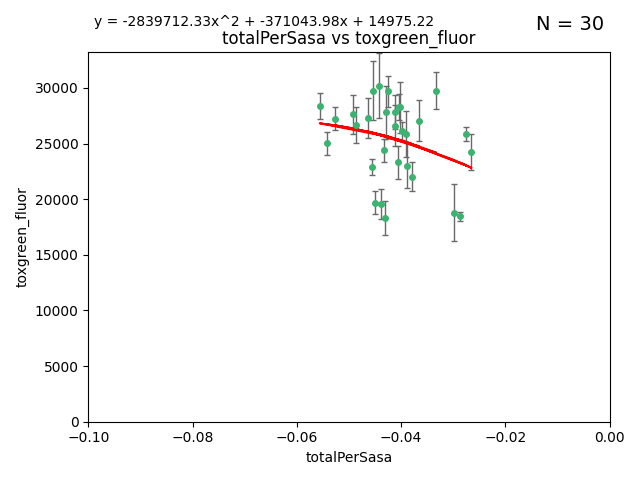 y = -2839712.33x^2 + -371043.98x + 14975.22
N = 30
totalPerSasa vs toxgreen_fluor
30000
25000
20000
15000
10000
5000
0
toxgreen_fluor
−0.10
−0.08
−0.06
−0.04
−0.02
0.00
totalPerSasa